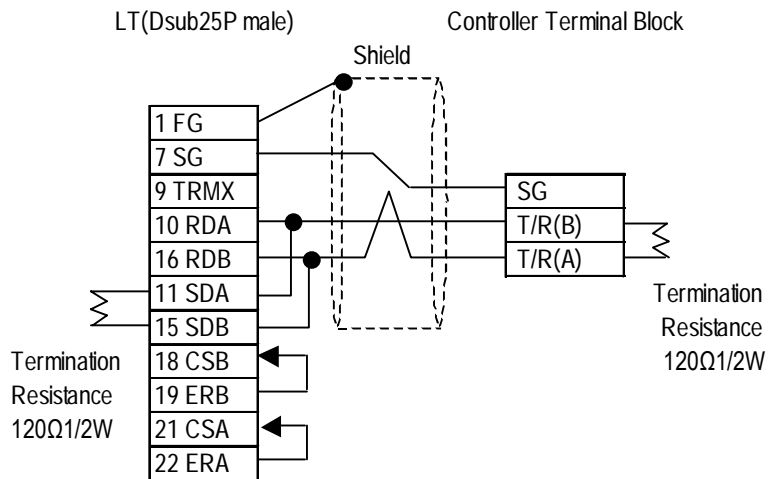 LT(Dsub25P male)
Controller Terminal Block
Shield
1 FG
7 SG
9 TRMX
10 RDA
16 RDB
11 SDA
15 SDB
18 CSB
19 ERB
21 CSA
22 ERA
SG
T/R(B)
T/R(A)
Termination
Resistance
120Ω1/2W
Termination
Resistance
120Ω1/2W